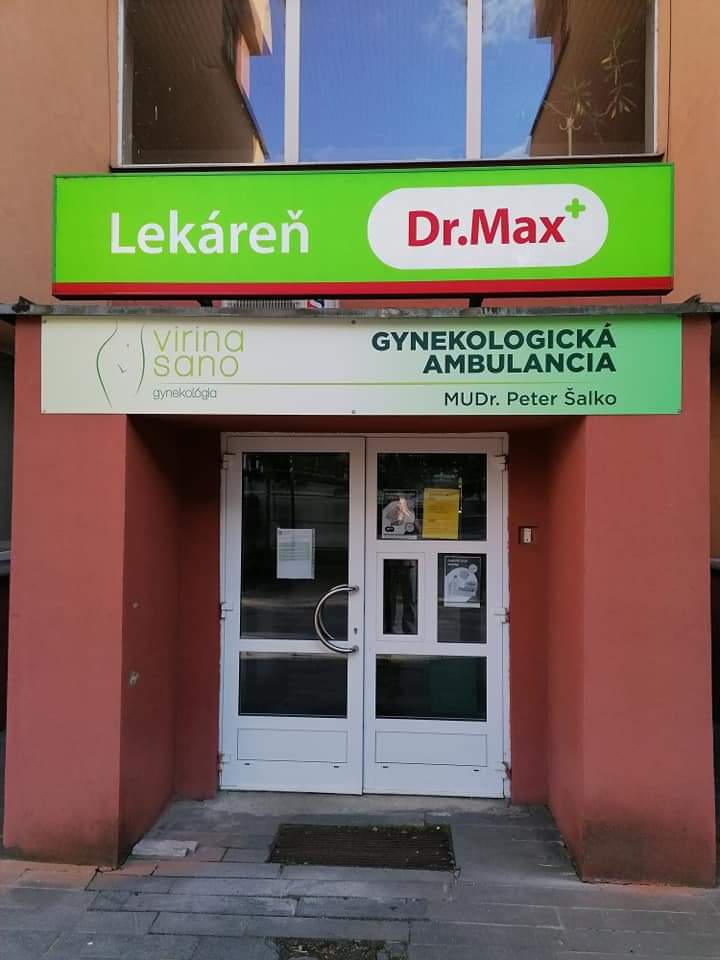 Lekáreň Dr.Max+
virina
sano
gynekológia
GYNEKOLOGICKÁ
AMBULANCIA
MUDr. Peter Šalko